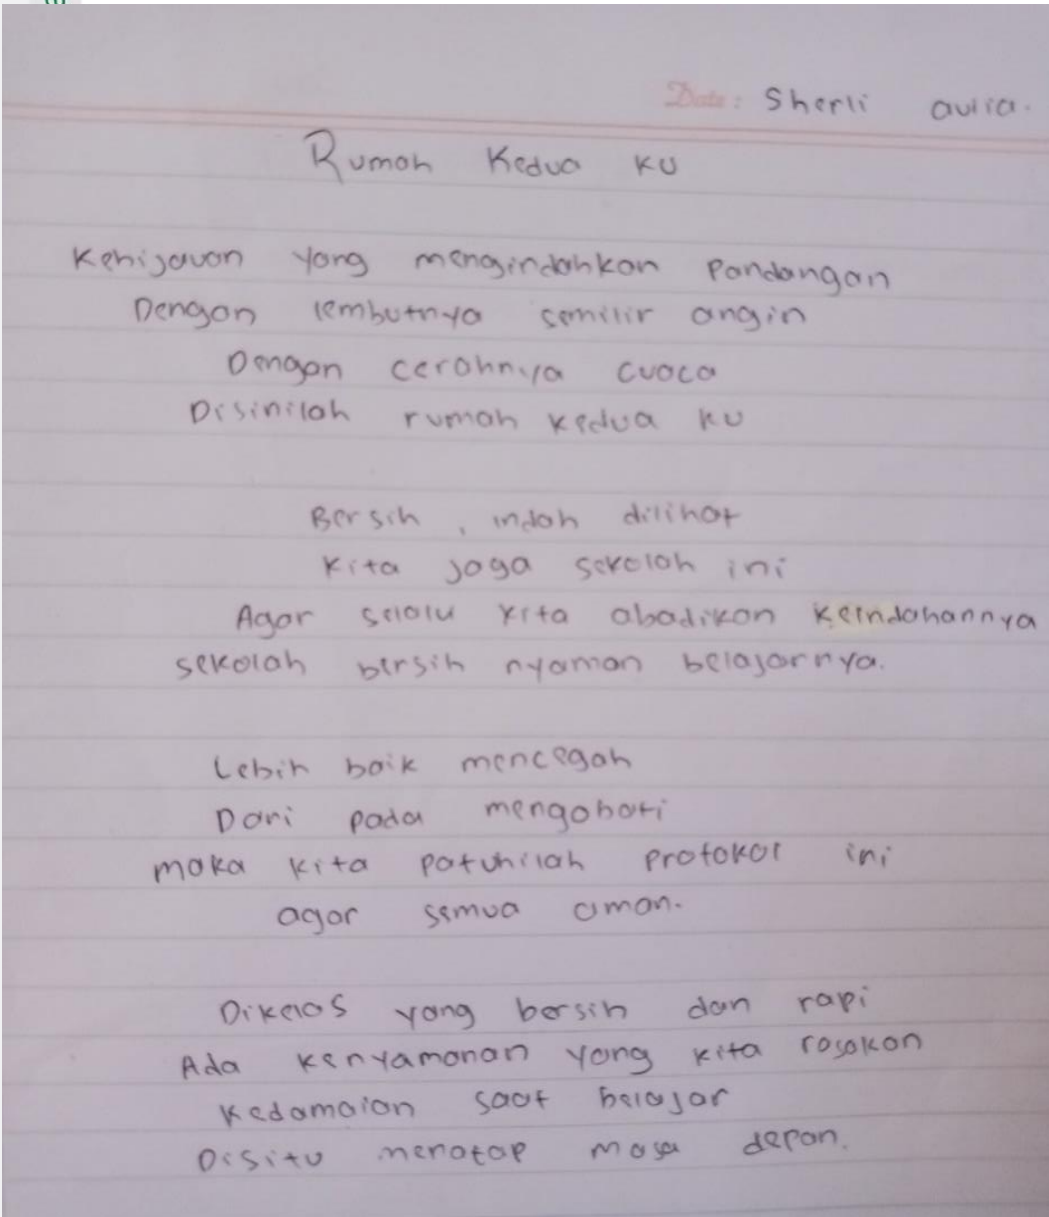 Date: Sherli aulia.
Rumah Kedua ku
Kehijauan yang mengindahkan Pandangan
Dengan lembutnya semilir angin
Dengan cerahnya cuaca
Disinilah rumah kedua ku
Bersih, indah dilihat
Kita jaga sekolah ini
Agar selalu kita abadikan Keindahannya
sekolah bersih nyaman belajarnya.
Lebih baik mencegah
Dari pada mengobati
maka kita patuhilah protokol ini
agar semua aman.
Dikelas yang bersih dan rapi
Ada kenyamanan yang kita rasakan
Kedamaian saat belajar
Disitu menatap masa depan.